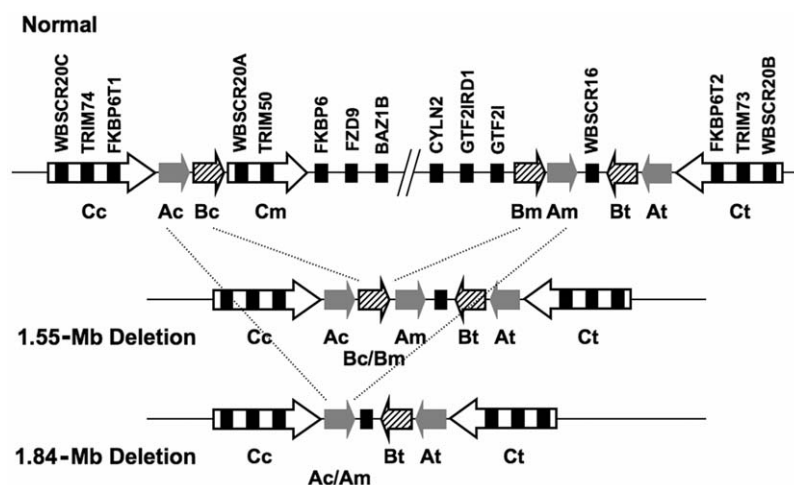 Normal
WBSCR20C TRIM74 FKBP6T1 WBSCR20A TRIM50 FKBP6 FZD9 BAZ1B CYLN2 GTF2IRD1 GTF2I WBSCR16 FKBP6T2 TRIM73 WBSCR20B
Cc Ac Bc Cm Bm Am Bt At Ct
1.55-Mb Deletion
Cc Ac Am Bt At Ct
Bc/Bm
1.84-Mb Deletion
Cc Bt At Ct
Ac/Am